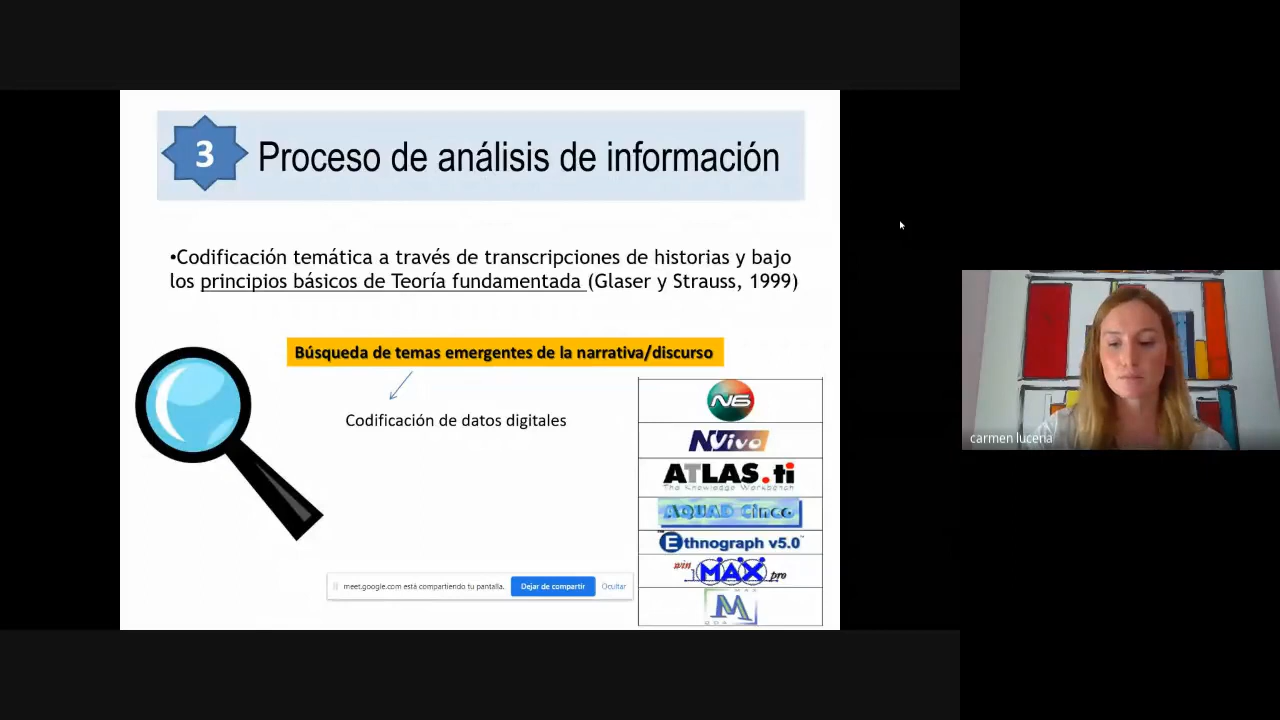 3
Proceso de análisis de información
•Codificación temática a través de transcripciones de historias y bajo
los principios básicos de Teoría fundamentada (Glaser y Strauss, 1999)
Búsqueda de temas emergentes de la narrativa/discurso
Codificación de datos digitales
N6
NVivo
ATLAS.ti
The Knowledge Workbench
AQUAD Cinco
Ethnograph v5.0
win MAX pro
M
meet.google.com está compartiendo tu pantalla.
Dejar de compartir
Ocultar
carmen lucena